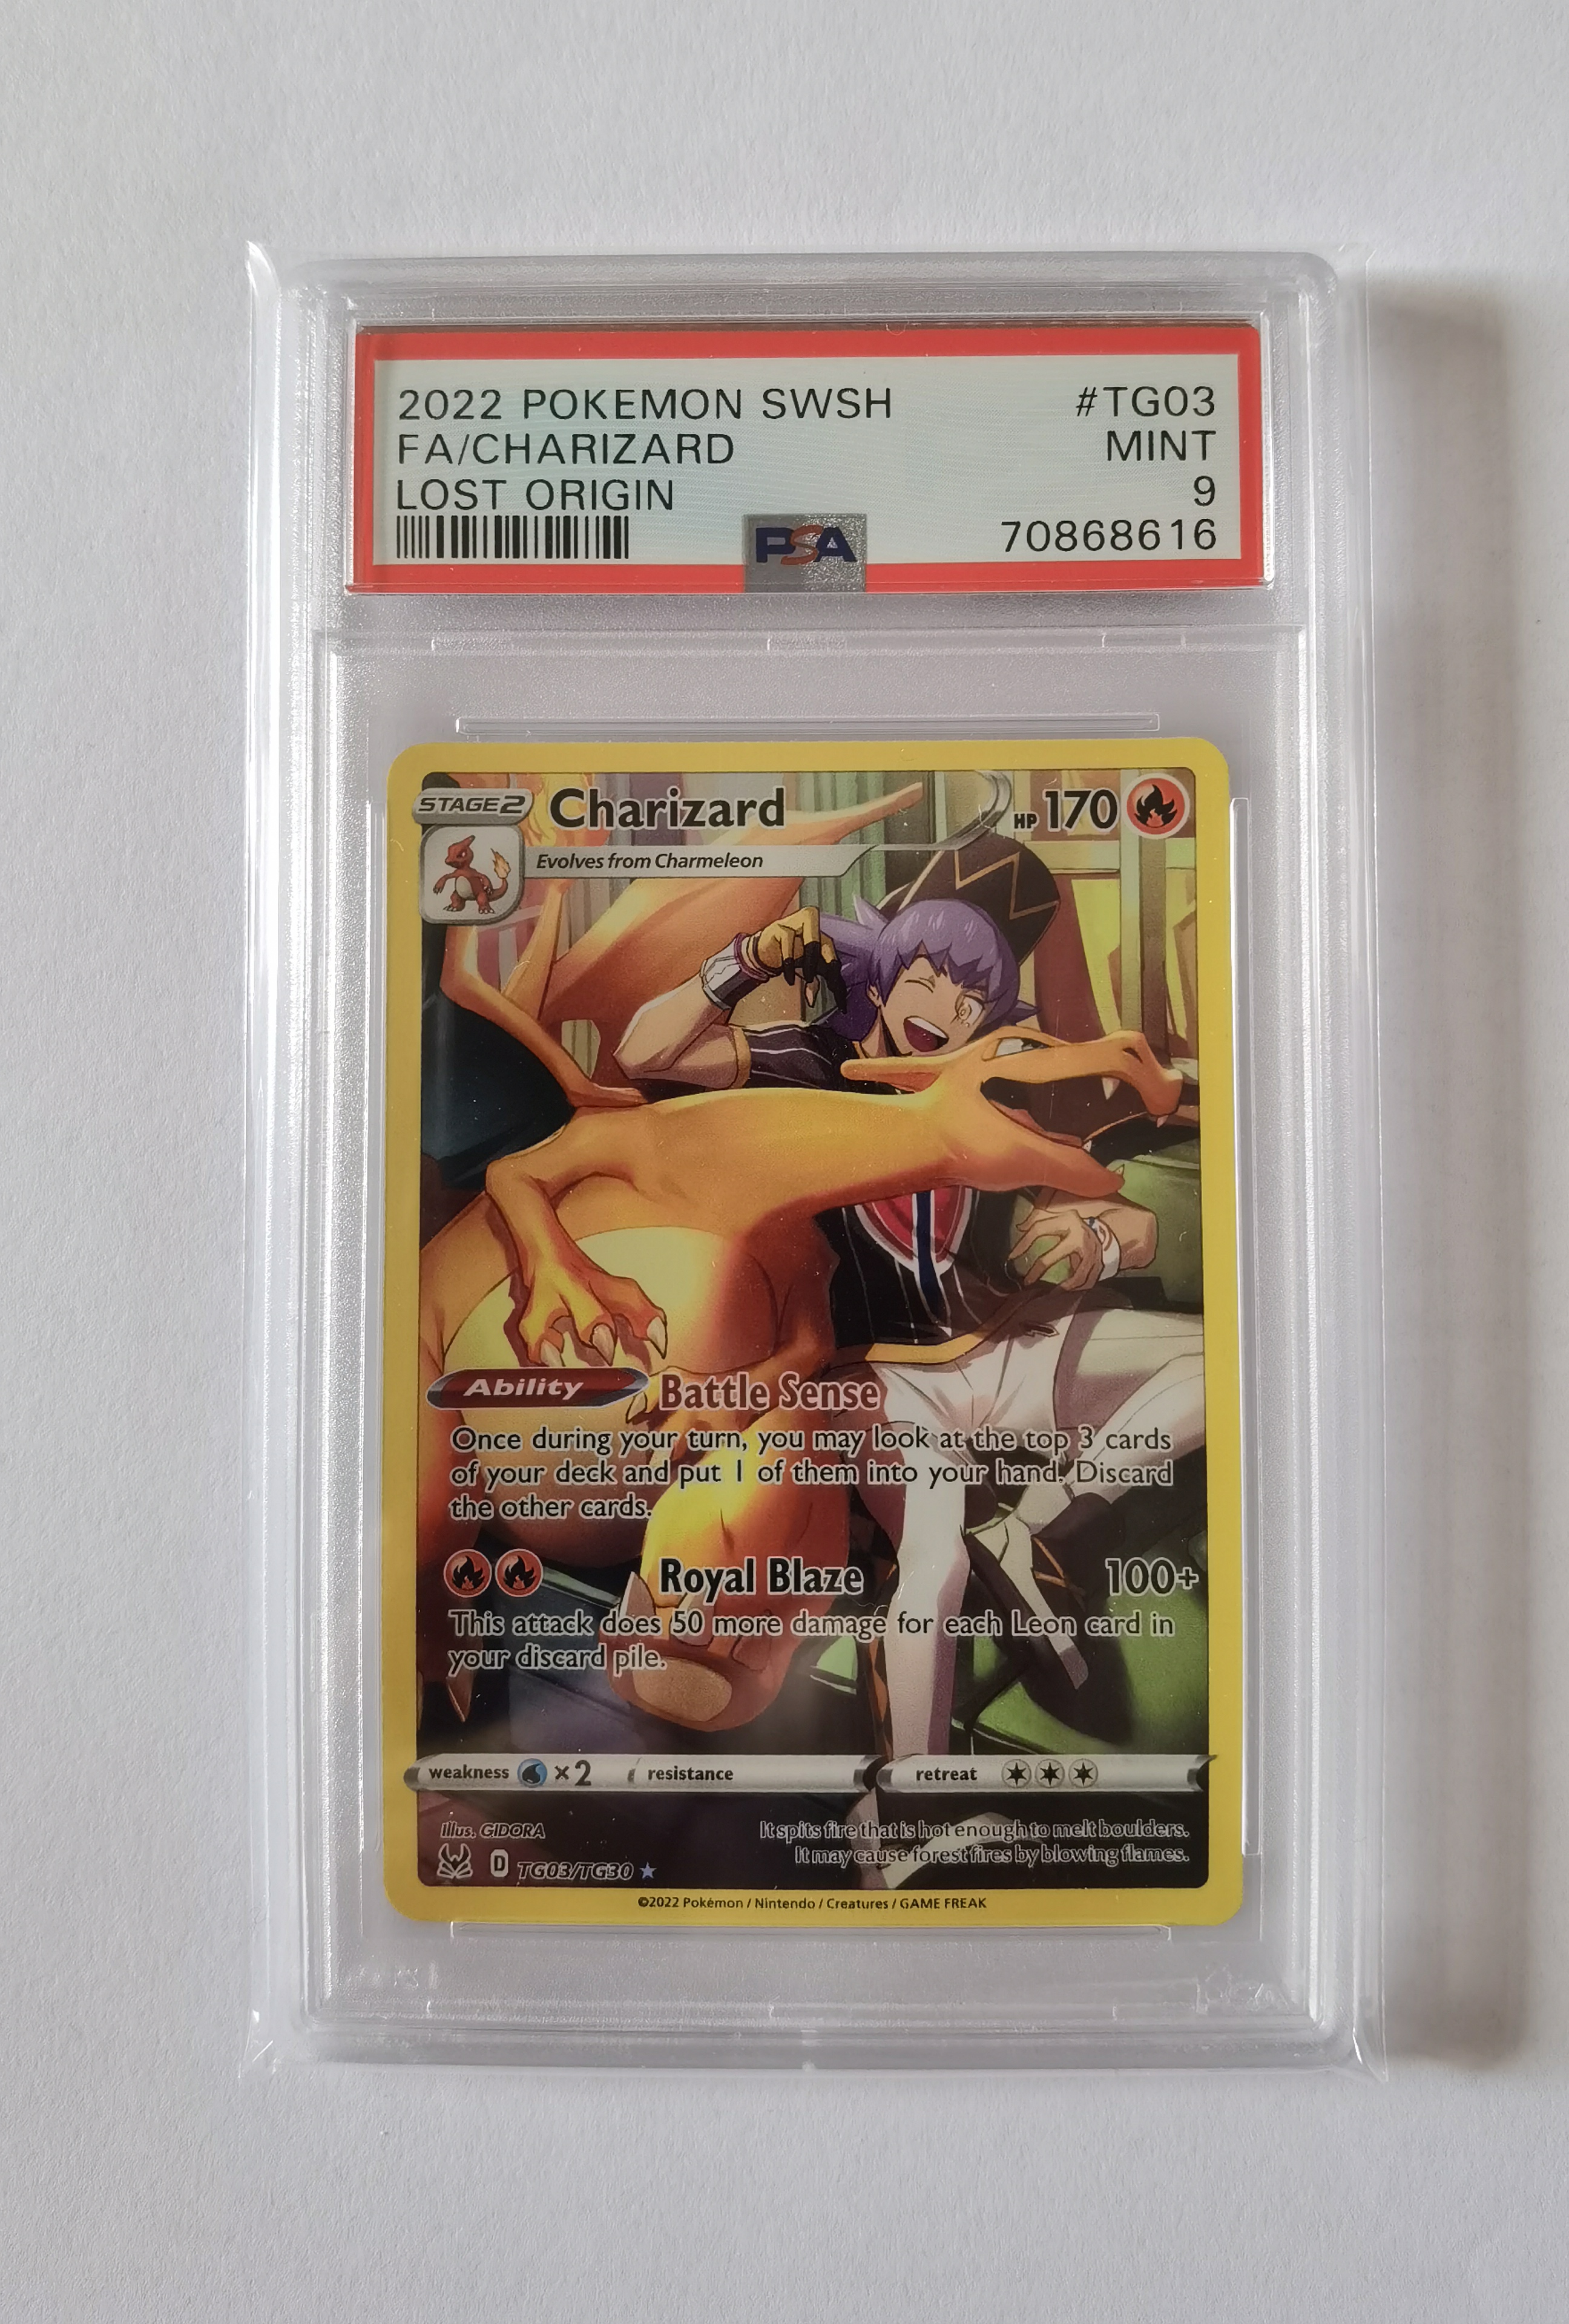 2022 POKEMON SWSH #TG03
FA/CHARIZARD MINT
LOST ORIGIN 9
PSA 70868616
STAGE 2 Charizard HP 170
Evolves from Charmeleon
Ability Battle Sense
Once during your turn, you may look at the top 3 cards
of your deck and put 1 of them into your hand. Discard
the other cards.
Royal Blaze 100+
This attack does 50 more damage for each Leon card in
your discard pile.
weakness ×2 resistance retreat
Illus. GIDORA
It spits fire that is hot enough to melt boulders.
It may cause forest fires by blowing flames.
D TG03/TG30
©2022 Pokémon / Nintendo / Creatures / GAME FREAK